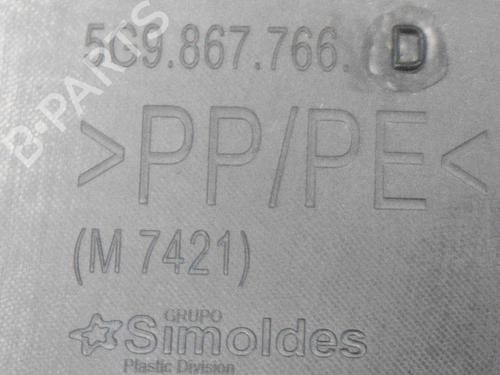 5G9.867.766. D
>PP/PE<
(M 7421)
GRUPO
Simoldes
Plastic Division
B-PARTS